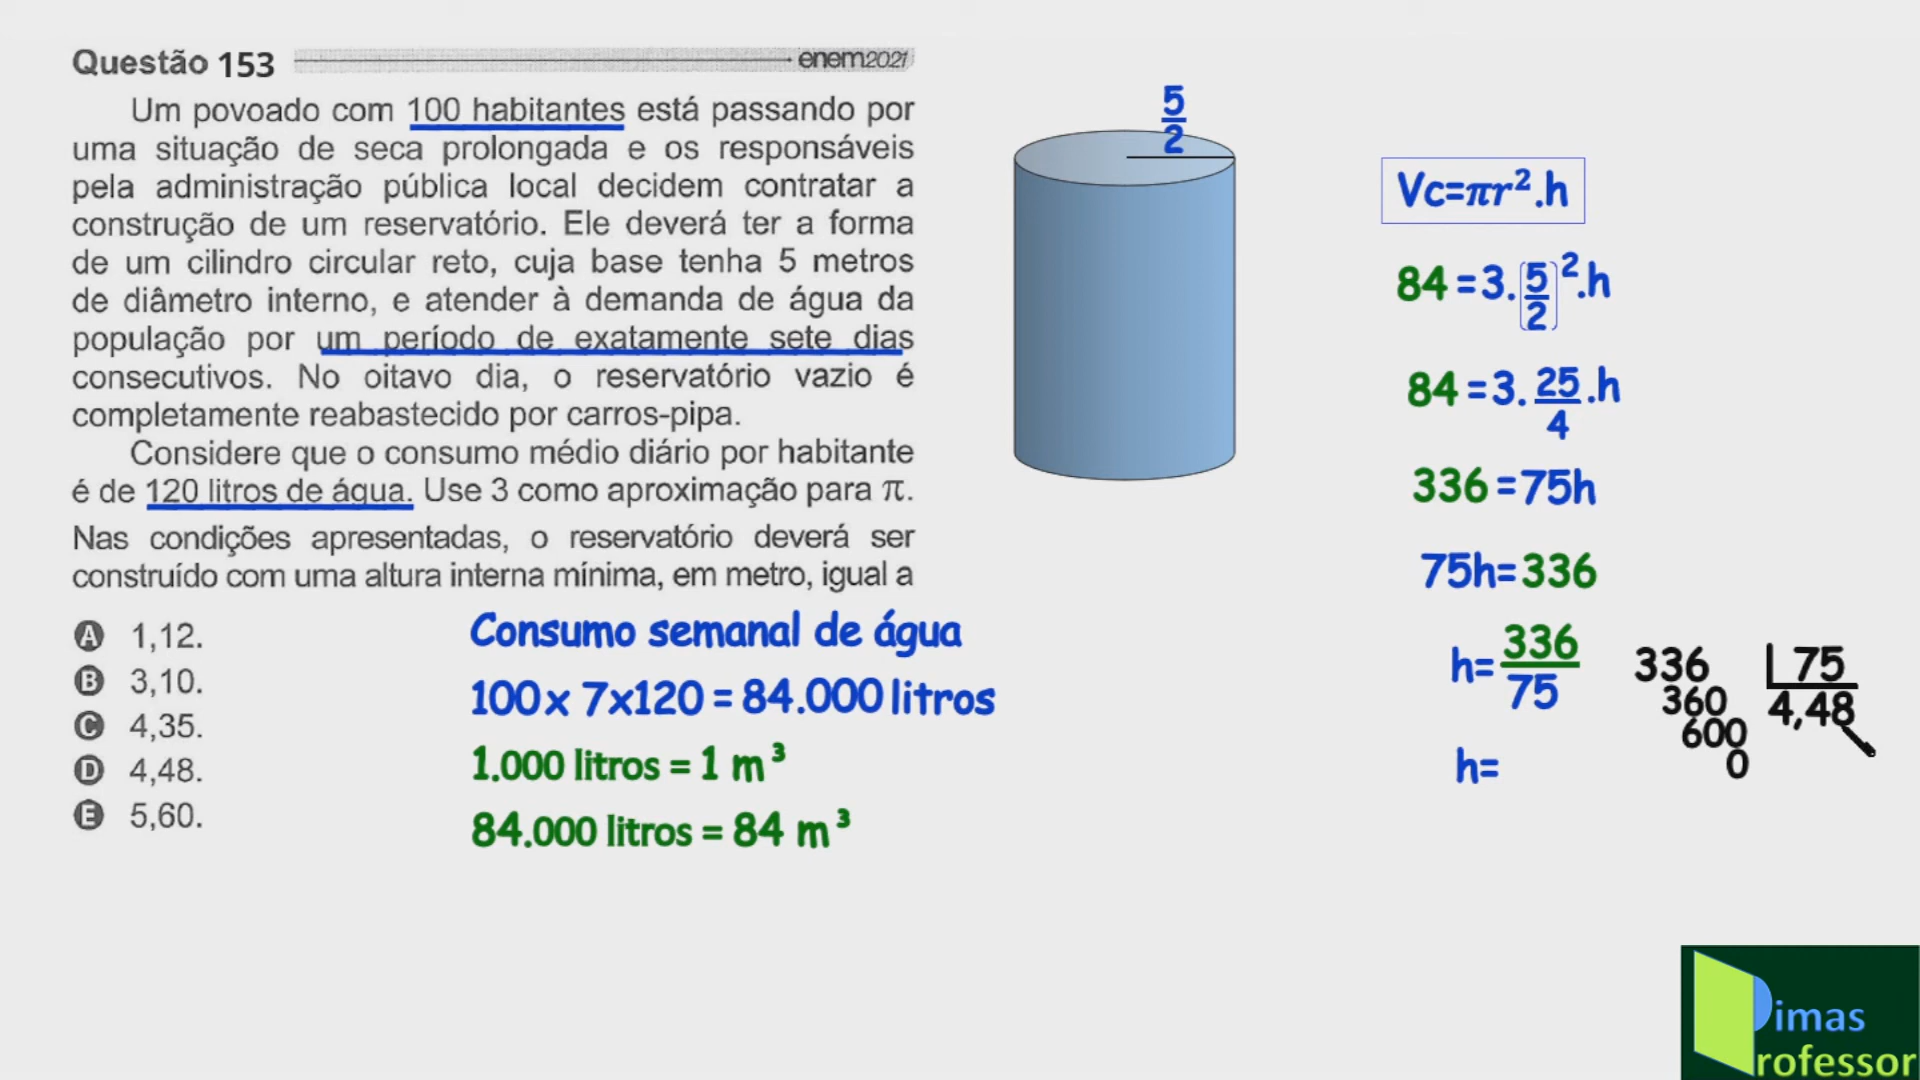 Questão 153
enem2021
Um povoado com 100 habitantes está passando por
uma situação de seca prolongada e os responsáveis
pela administração pública local decidem contratar a
construção de um reservatório. Ele deverá ter a forma
de um cilindro circular reto, cuja base tenha 5 metros
de diâmetro interno, e atender à demanda de água da
população por um período de exatamente sete dias
consecutivos. No oitavo dia, o reservatório vazio é
completamente reabastecido por carros-pipa.
Considere que o consumo médio diário por habitante
é de 120 litros de água. Use 3 como aproximação para π.
Nas condições apresentadas, o reservatório deverá ser
construído com uma altura interna mínima, em metro, igual a
A 1,12.
B 3,10.
C 4,35.
D 4,48.
E 5,60.
Consumo semanal de água
100 x 7x120 = 84.000 litros
1.000 litros = 1 m³
84.000 litros = 84 m³
5
2
Vc=πr².h
84 = 3.(5/2)².h
84 = 3. 25/4 .h
336 = 75h
75h= 336
h= 336/75
336 75
360 4,48
600
0
h=
Dimas
Professor